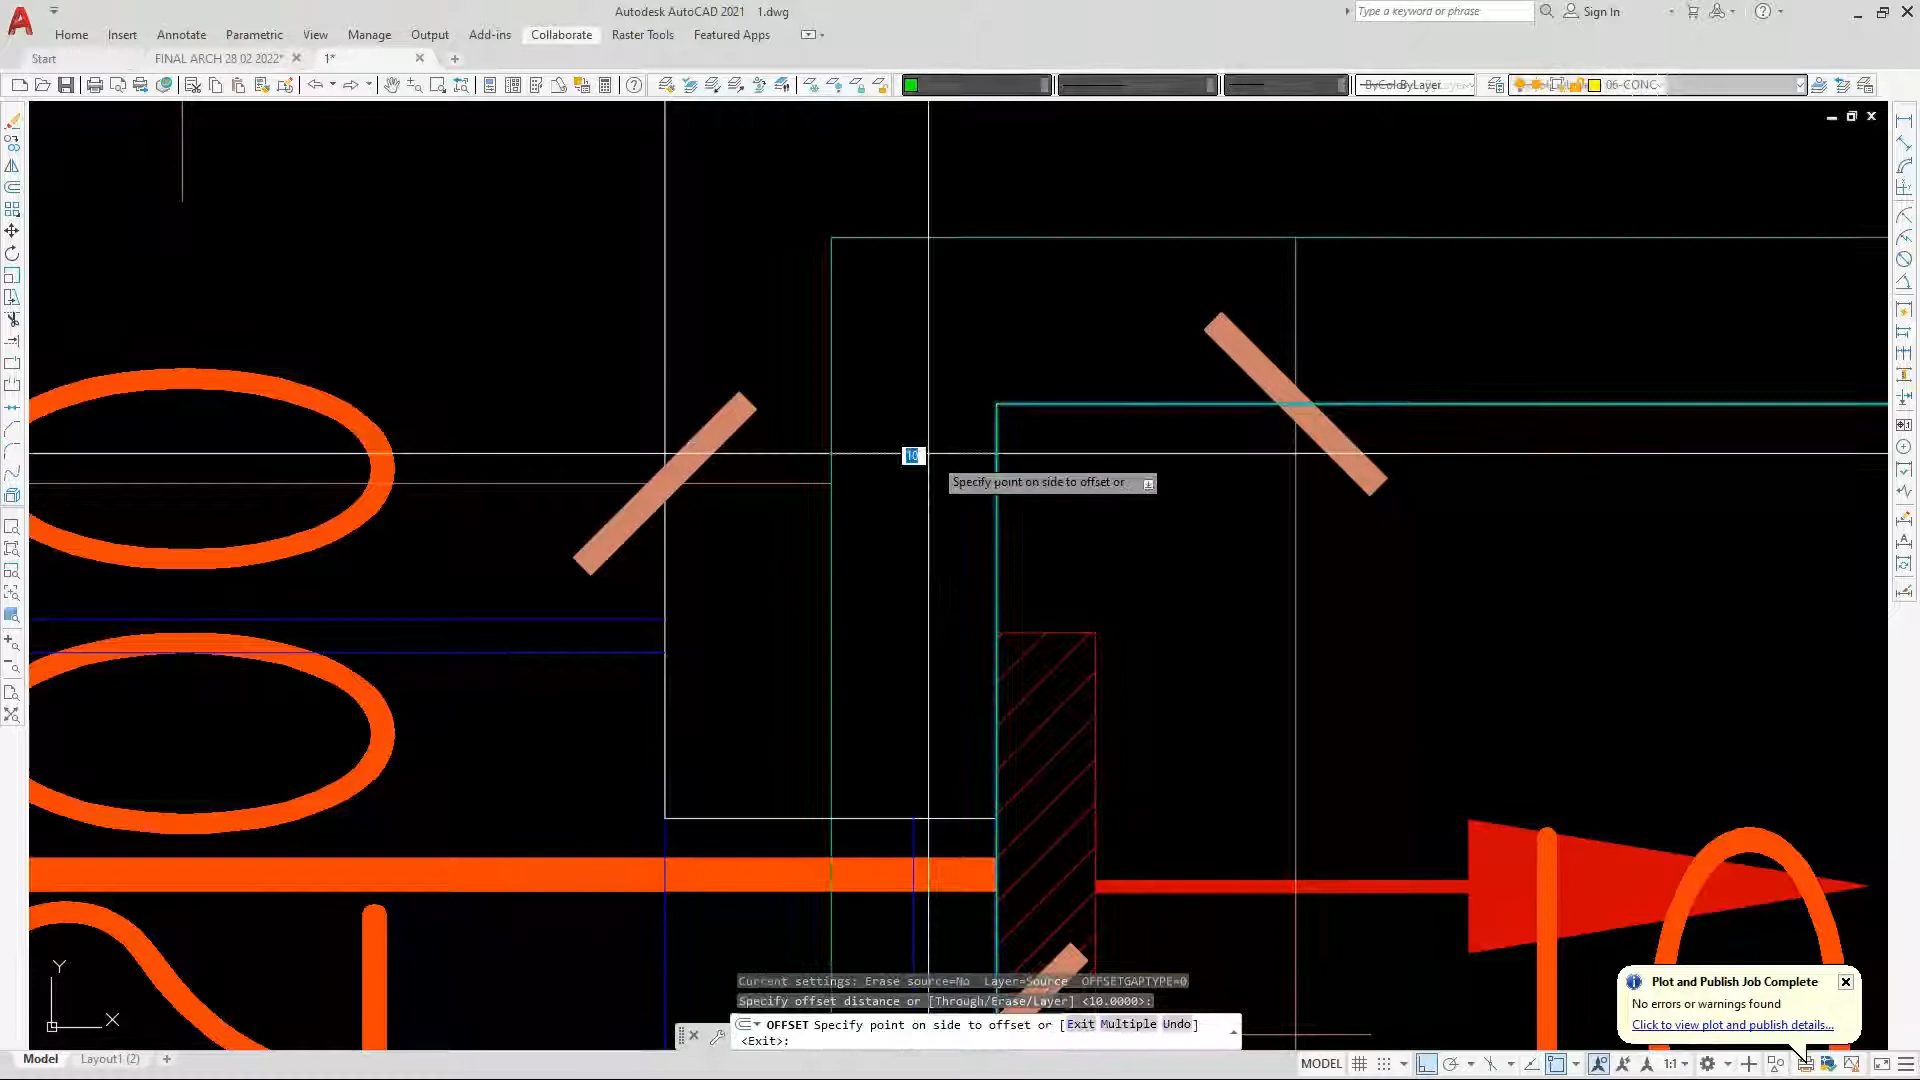 Autodesk AutoCAD 2021 1.dwg
Type a keyword or phrase
Sign In
Home Insert Annotate Parametric View Manage Output Add-ins Collaborate Raster Tools Featured Apps
Start FINAL ARCH 28 02 2022* 1*
06-CONC
10
Specify point on side to offset or
Current settings: Erase source=No Layer=Source OFFSETGAPTYPE=0
Specify offset distance or [Through/Erase/Layer] <10.0000>:
OFFSET Specify point on side to offset or [Exit Multiple Undo]
<Exit>:
Y
X
Plot and Publish Job Complete
No errors or warnings found
Click to view plot and publish details...
Model Layout1 (2)
MODEL
1:1